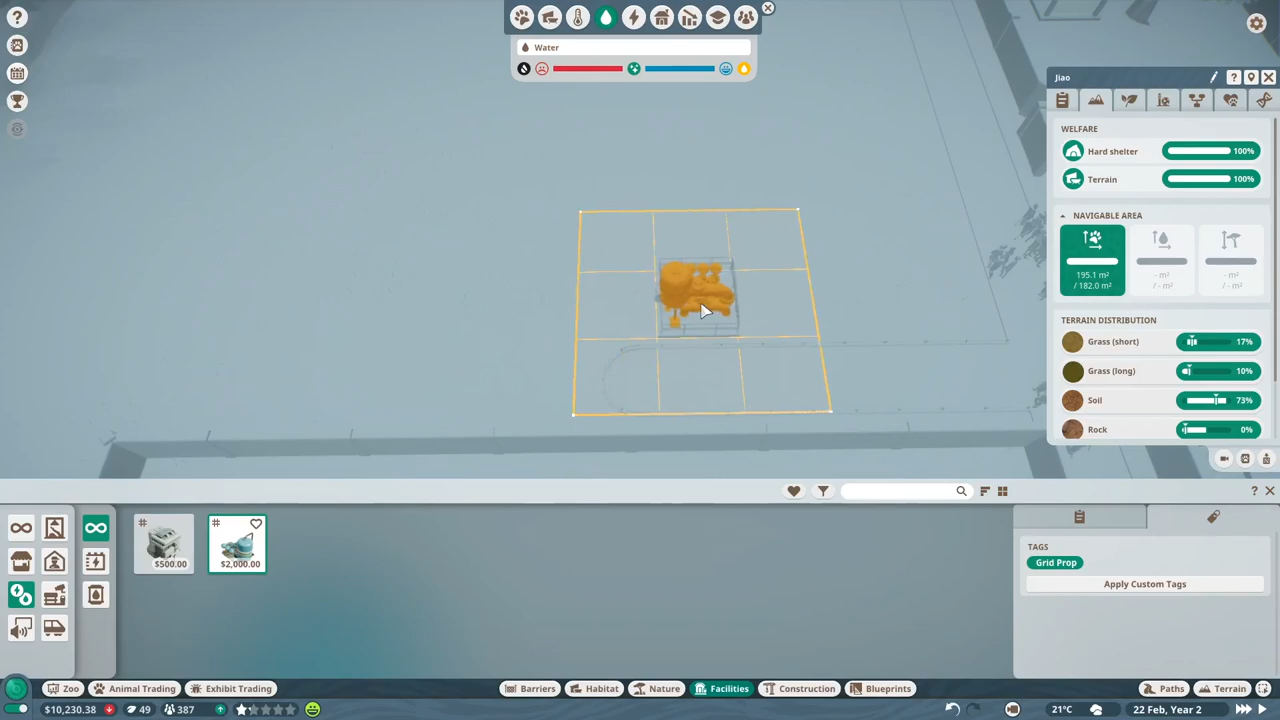 Water
Jiao
WELFARE
Hard shelter 100%
Terrain 100%
NAVIGABLE AREA
195.1 m² / 182.0 m²
- m² / - m²
- m² / - m²
TERRAIN DISTRIBUTION
Grass (short) 17%
Grass (long) 10%
Soil 73%
Rock 0%
$500.00
$2,000.00
TAGS
Grid Prop
Apply Custom Tags
Zoo
Animal Trading
Exhibit Trading
Barriers
Habitat
Nature
Facilities
Construction
Blueprints
Paths
Terrain
$10,230.38
49
387
21°C
22 Feb, Year 2